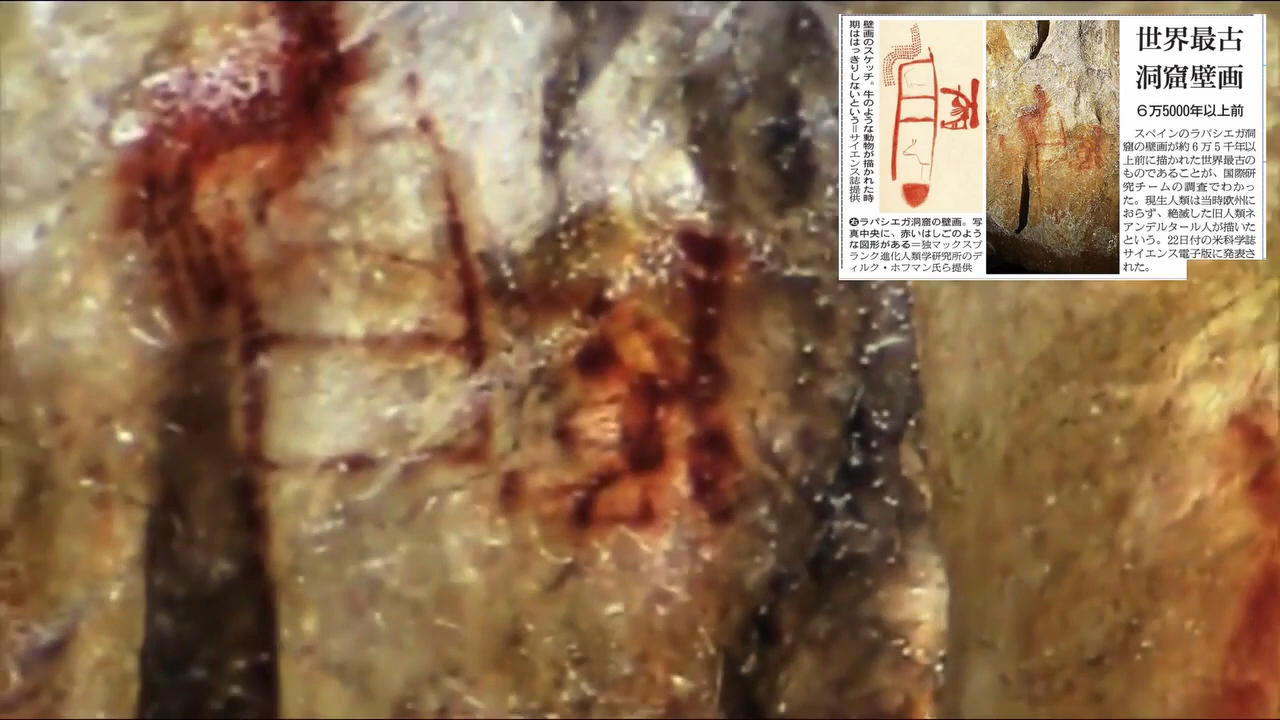 世界最古
洞窟壁画
6万5000年以上前
スペインのラパシエガ洞
窟の壁画が約6万5千年以
上前に描かれた世界最古の
ものであることが、国際研
究チームの調査でわかっ
た。現生人類は当時欧州に
おらず、絶滅した旧人類ネ
アンデルタール人が描いた
という。22日付の米科学誌
サイエンス電子版に発表さ
れた。
壁画のスケッチ。牛のような動物が描かれた時
期ははっきりしないという＝サイエンス誌提供
ラパシエガ洞窟の壁画。写
真中央に、赤いはしごのよう
な図形がある＝独マックスプ
ランク進化人類学研究所のデ
ィルク・ホフマン氏ら提供